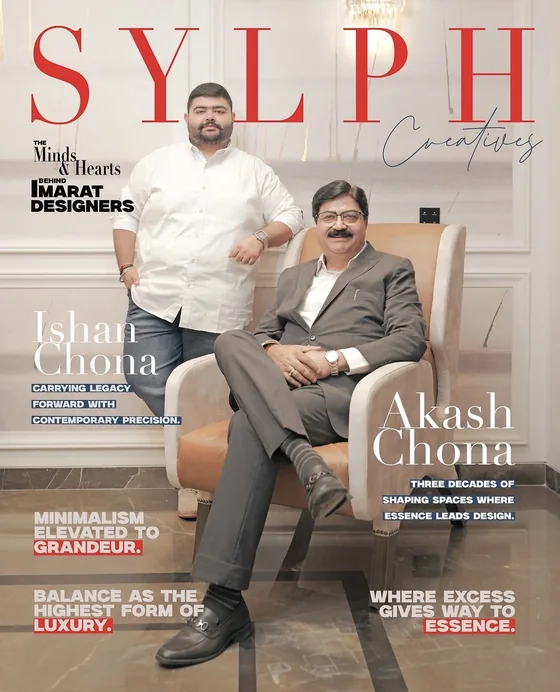 SYLPH
Creatives
THE
Minds
& Hearts
BEHIND
IMARAT
DESIGNERS
Ishan
Chona
CARRYING LEGACY
FORWARD WITH
CONTEMPORARY PRECISION.
Akash
Chona
THREE DECADES OF
SHAPING SPACES WHERE
ESSENCE LEADS DESIGN.
MINIMALISM
ELEVATED TO
GRANDEUR.
BALANCE AS THE
HIGHEST FORM OF
LUXURY.
WHERE EXCESS
GIVES WAY TO
ESSENCE.